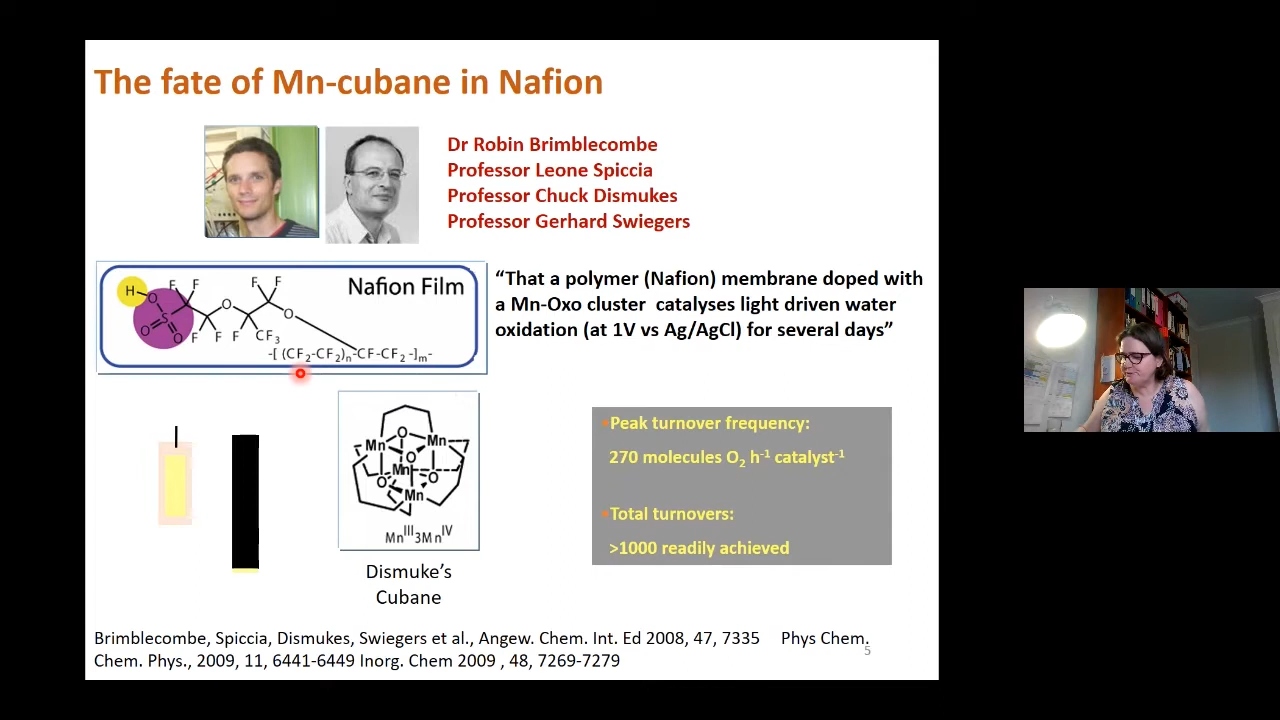 The fate of Mn-cubane in Nafion
Dr Robin Brimblecombe
Professor Leone Spiccia
Professor Chuck Dismukes
Professor Gerhard Swiegers
Nafion Film
H
O
F F
F F
S
O
O
O
O
F F F CF₃
-[ (CF₂-CF₂)ₙ-CF-CF₂ -]ₘ-
“That a polymer (Nafion) membrane doped with
a Mn-Oxo cluster catalyses light driven water
oxidation (at 1V vs Ag/AgCl) for several days”
O
Mn Mn
O
Mn
O O
Mn
Mnᴵᴵᴵ3Mnᴵⱽ
Dismuke’s
Cubane
•Peak turnover frequency:
270 molecules O₂ h⁻¹ catalyst⁻¹
•Total turnovers:
>1000 readily achieved
Brimblecombe, Spiccia, Dismukes, Swiegers et al., Angew. Chem. Int. Ed 2008, 47, 7335 Phys Chem.
Chem. Phys., 2009, 11, 6441-6449 Inorg. Chem 2009 , 48, 7269-7279
5